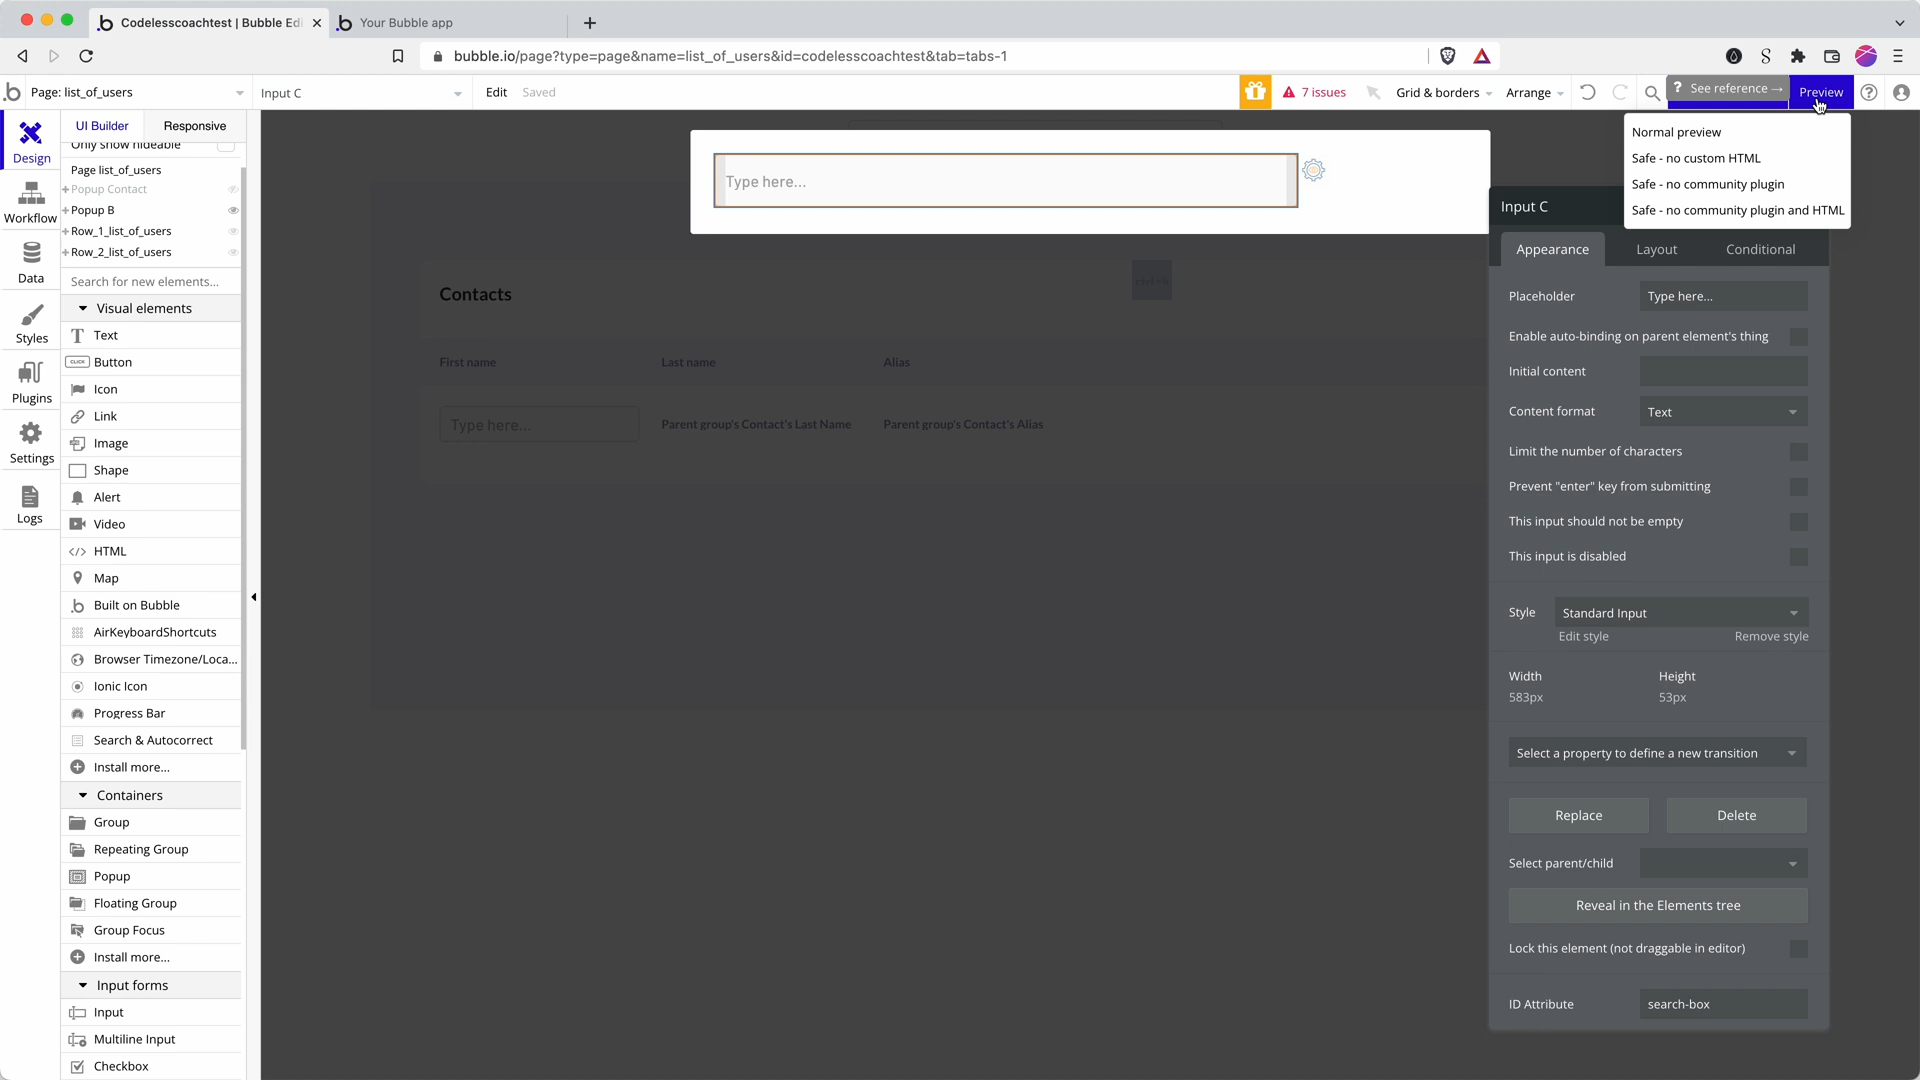 Codelesscoachtest | Bubble Edi
Your Bubble app
bubble.io/page?type=page&name=list_of_users&id=codelesscoachtest&tab=tabs-1
Page: list_of_users
Input C
Edit
Saved
7 issues
Grid & borders
Arrange
? See reference →
Preview
Normal preview
Safe - no custom HTML
Safe - no community plugin
Safe - no community plugin and HTML
Design
Workflow
Data
Styles
Plugins
Settings
Logs
UI Builder
Responsive
Only show hideable
Page list_of_users
Popup Contact
Popup B
Row_1_list_of_users
Row_2_list_of_users
Search for new elements...
Visual elements
Text
CLICK Button
Icon
Link
Image
Shape
Alert
Video
</> HTML
Map
Built on Bubble
AirKeyboardShortcuts
Browser Timezone/Loca...
Ionic Icon
Progress Bar
Search & Autocorrect
Install more...
Containers
Group
Repeating Group
Popup
Floating Group
Group Focus
Install more...
Input forms
Input
Multiline Input
Checkbox
Type here...
Contacts
First name
Last name
Alias
Type here...
Parent group's Contact's Last Name
Parent group's Contact's Alias
Input C
Appearance
Layout
Conditional
Placeholder
Type here...
Enable auto-binding on parent element's thing
Initial content
Content format
Text
Limit the number of characters
Prevent "enter" key from submitting
This input should not be empty
This input is disabled
Style
Standard Input
Edit style
Remove style
Width
Height
583px
53px
Select a property to define a new transition
Replace
Delete
Select parent/child
Reveal in the Elements tree
Lock this element (not draggable in editor)
ID Attribute
search-box